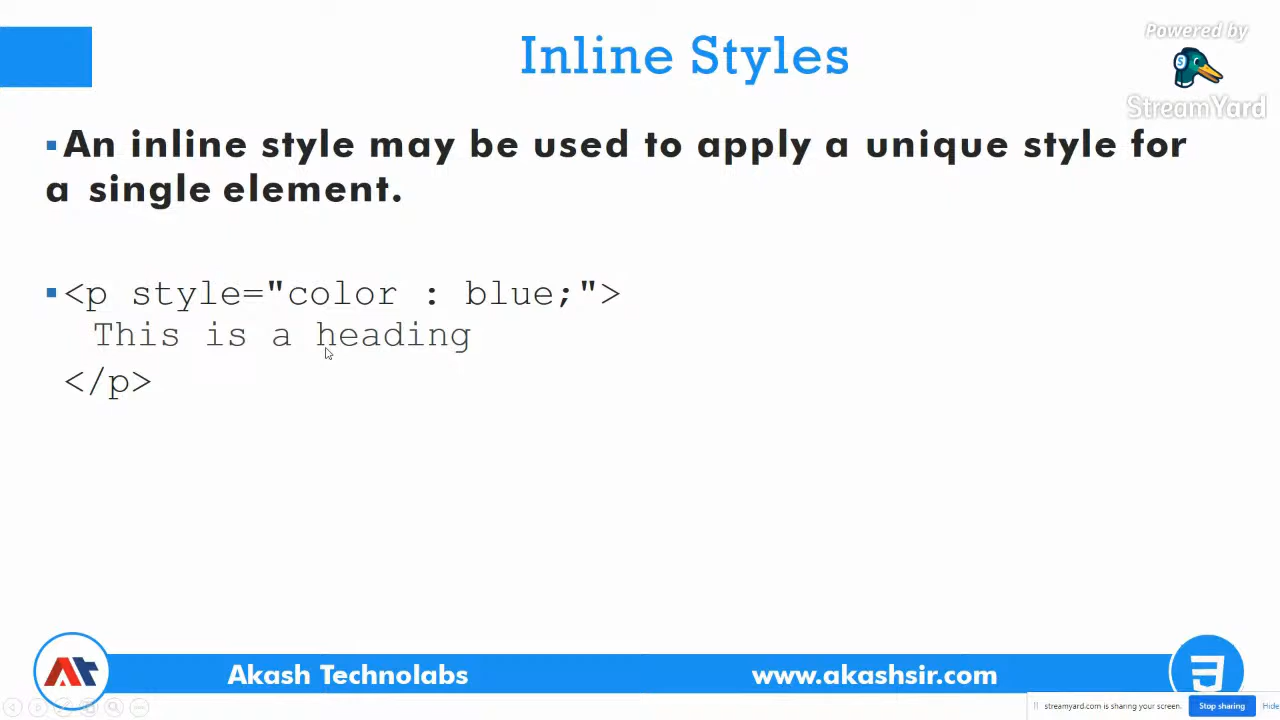 Inline Styles
Powered by
StreamYard
▪An inline style may be used to apply a unique style for
a single element.
▪<p style="color : blue;">
This is a heading
</p>
Akash Technolabs
www.akashsir.com
streamyard.com is sharing your screen.
Stop sharing
Hide